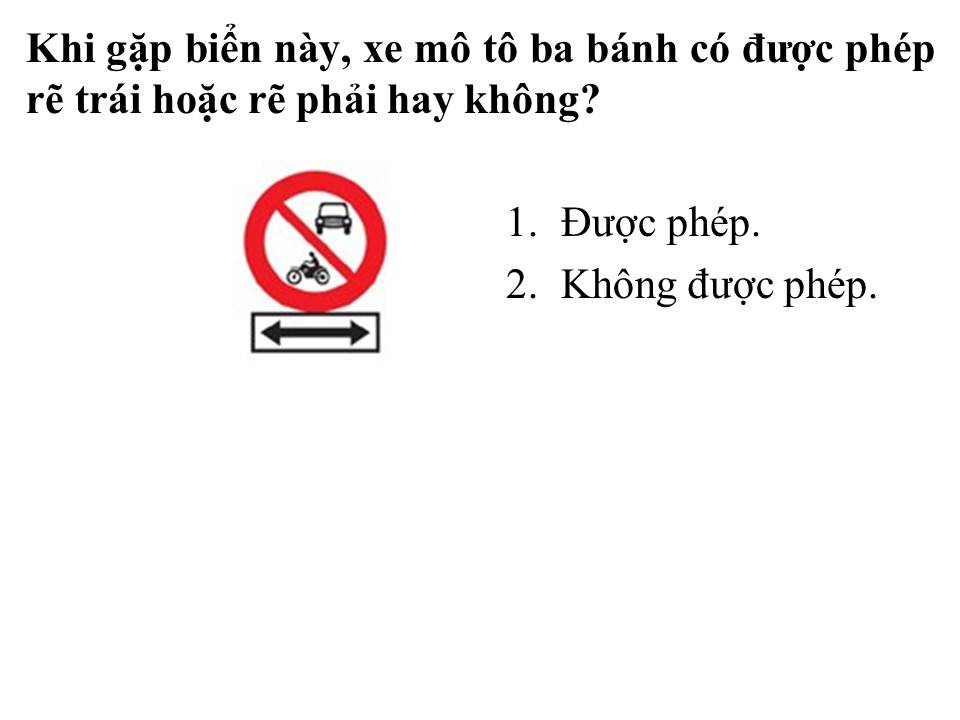 Khi gặp biển này, xe mô tô ba bánh có được phép
rẽ trái hoặc rẽ phải hay không?
1. Được phép.
2. Không được phép.